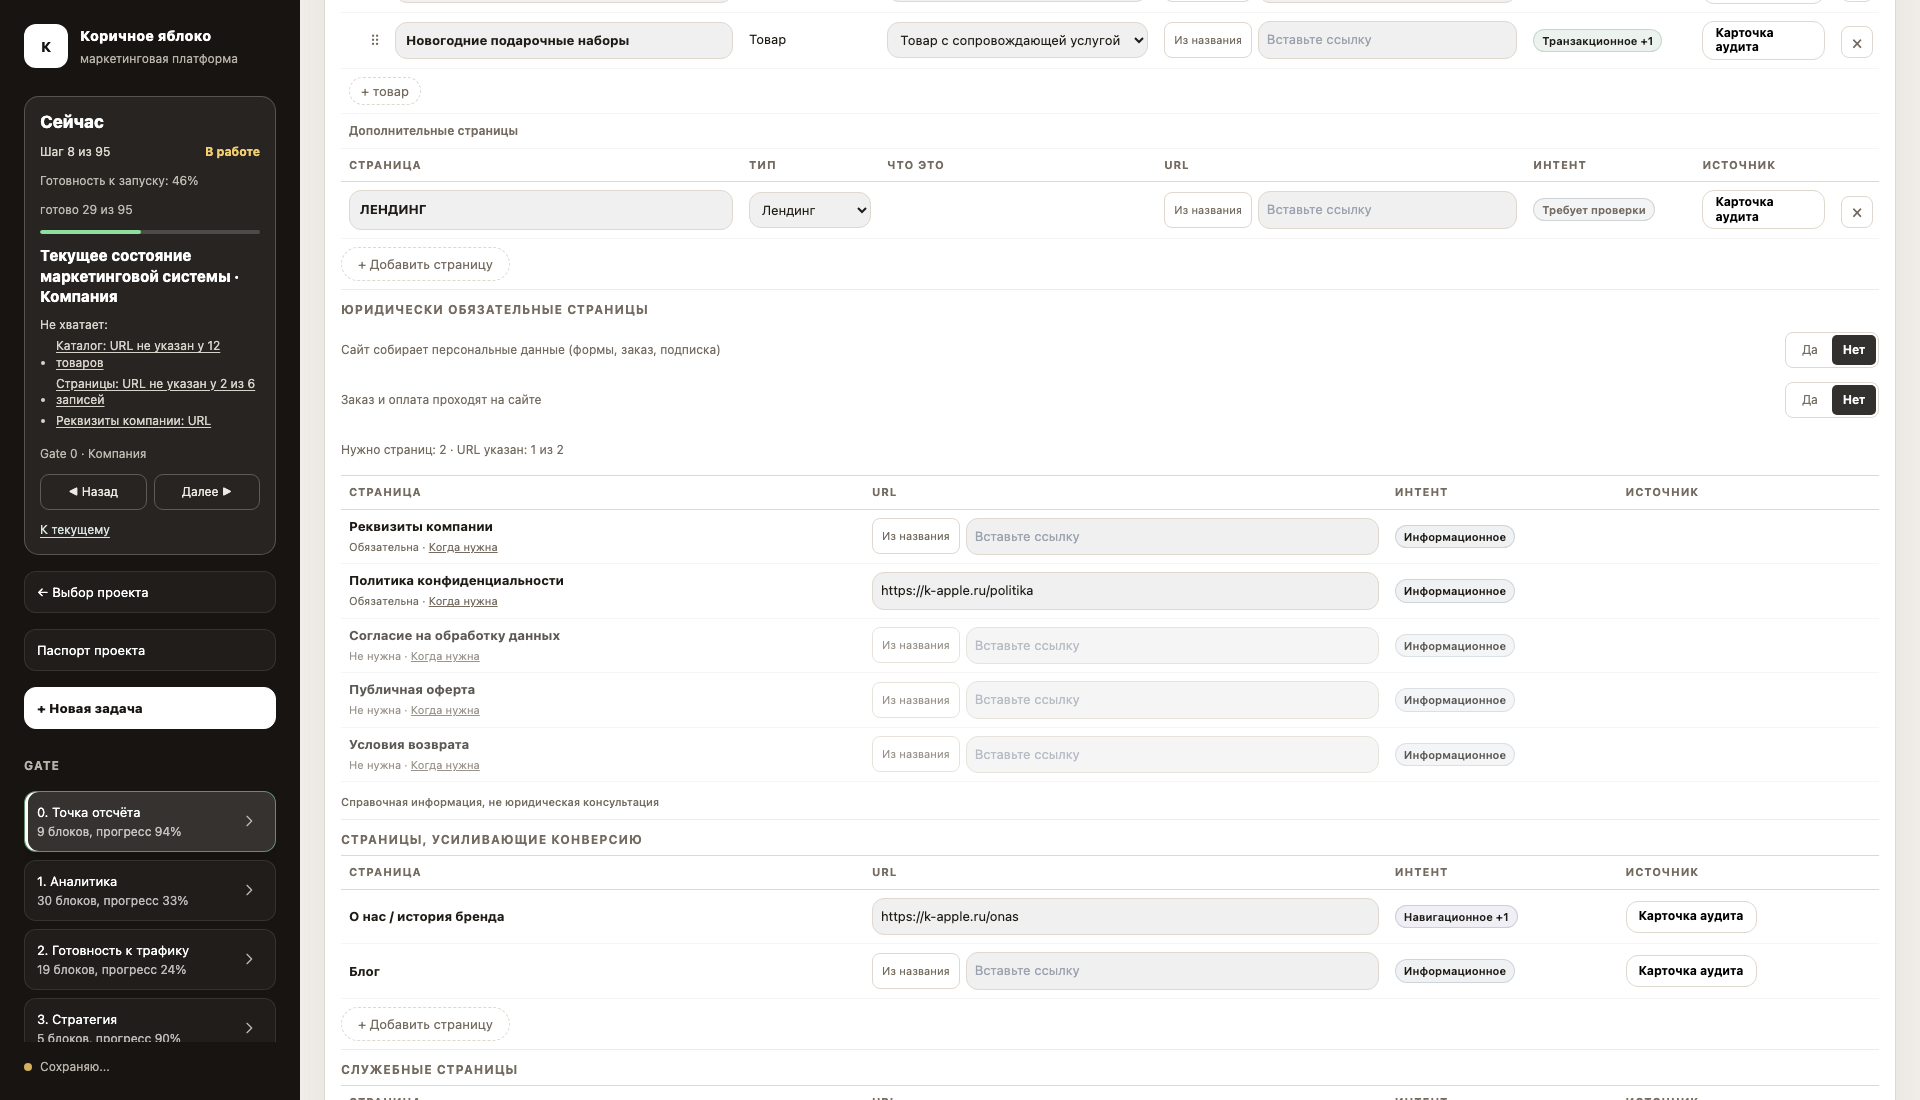 К
Коричное яблоко
маркетинговая платформа
Сейчас
Шаг 8 из 95
В работе
Готовность к запуску: 46%
готово 29 из 95
Текущее состояние
маркетинговой системы ·
Компания
Не хватает:
Каталог: URL не указан у 12
товаров
Страницы: URL не указан у 2 из 6
записей
Реквизиты компании: URL
Gate 0 · Компания
◀ Назад
Далее ▶
К текущему
← Выбор проекта
Паспорт проекта
+ Новая задача
GATE
0. Точка отсчёта
9 блоков, прогресс 94%
1. Аналитика
30 блоков, прогресс 33%
2. Готовность к трафику
19 блоков, прогресс 24%
3. Стратегия
5 блоков, прогресс 90%
Сохраняю...
Новогодние подарочные наборы
Товар
Товар с сопровождающей услугой
Из названия
Вставьте ссылку
Транзакционное +1
Карточка
аудита
×
+ товар
Дополнительные страницы
СТРАНИЦА
ТИП
ЧТО ЭТО
URL
ИНТЕНТ
ИСТОЧНИК
ЛЕНДИНГ
Лендинг
Из названия
Вставьте ссылку
Требует проверки
Карточка
аудита
×
+ Добавить страницу
ЮРИДИЧЕСКИ ОБЯЗАТЕЛЬНЫЕ СТРАНИЦЫ
Сайт собирает персональные данные (формы, заказ, подписка)
Да
Нет
Заказ и оплата проходят на сайте
Да
Нет
Нужно страниц: 2 · URL указан: 1 из 2
СТРАНИЦА
URL
ИНТЕНТ
ИСТОЧНИК
Реквизиты компании
Обязательна · Когда нужна
Из названия
Вставьте ссылку
Информационное
Политика конфиденциальности
Обязательна · Когда нужна
https://k-apple.ru/politika
Информационное
Согласие на обработку данных
Не нужна · Когда нужна
Из названия
Вставьте ссылку
Информационное
Публичная оферта
Не нужна · Когда нужна
Из названия
Вставьте ссылку
Информационное
Условия возврата
Не нужна · Когда нужна
Из названия
Вставьте ссылку
Информационное
Справочная информация, не юридическая консультация
СТРАНИЦЫ, УСИЛИВАЮЩИЕ КОНВЕРСИЮ
СТРАНИЦА
URL
ИНТЕНТ
ИСТОЧНИК
О нас / история бренда
https://k-apple.ru/onas
Навигационное +1
Карточка аудита
Блог
Из названия
Вставьте ссылку
Информационное
Карточка аудита
+ Добавить страницу
СЛУЖЕБНЫЕ СТРАНИЦЫ
СТРАНИЦА
URL
ИНТЕНТ
ИСТОЧНИК